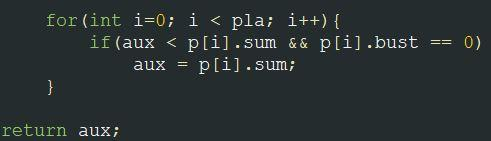 for(int i=0; i < pla; i++){
if(aux < p[i].sum && p[i].bust == 0)
aux = p[i].sum;
}
return aux;